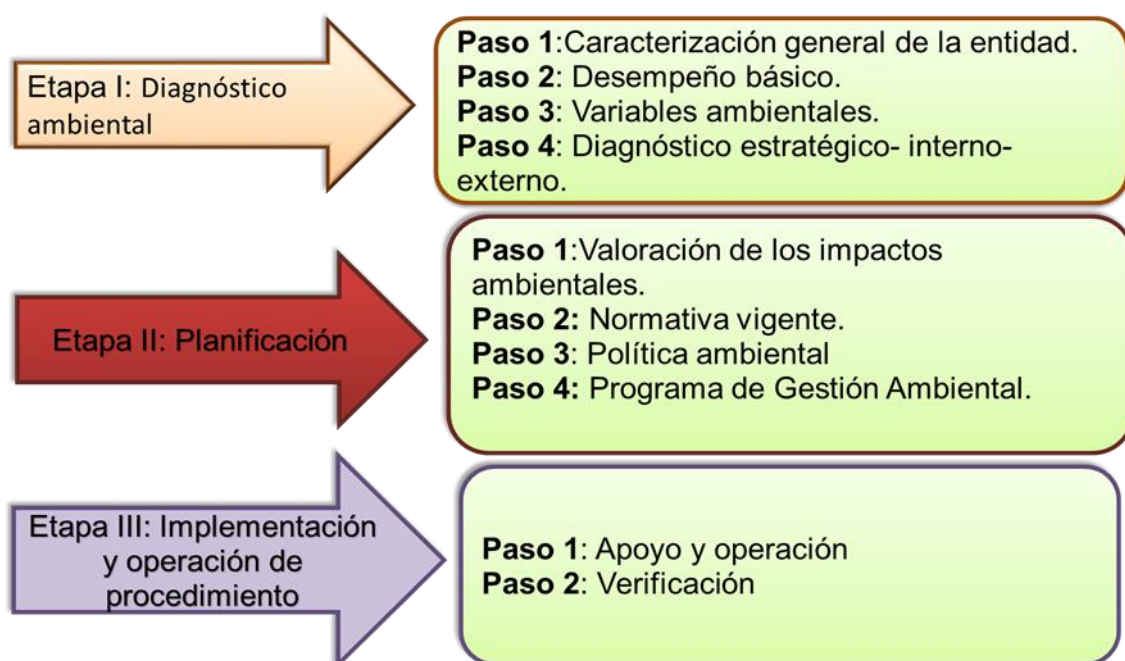 Etapa I: Diagnóstico
ambiental
Paso 1:Caracterización general de la entidad.
Paso 2: Desempeño básico.
Paso 3: Variables ambientales.
Paso 4: Diagnóstico estratégico- interno-
externo.
Etapa II: Planificación
Paso 1:Valoración de los impactos
ambientales.
Paso 2: Normativa vigente.
Paso 3: Política ambiental
Paso 4: Programa de Gestión Ambiental.
Etapa III: Implementación
y operación de
procedimiento
Paso 1: Apoyo y operación
Paso 2: Verificación